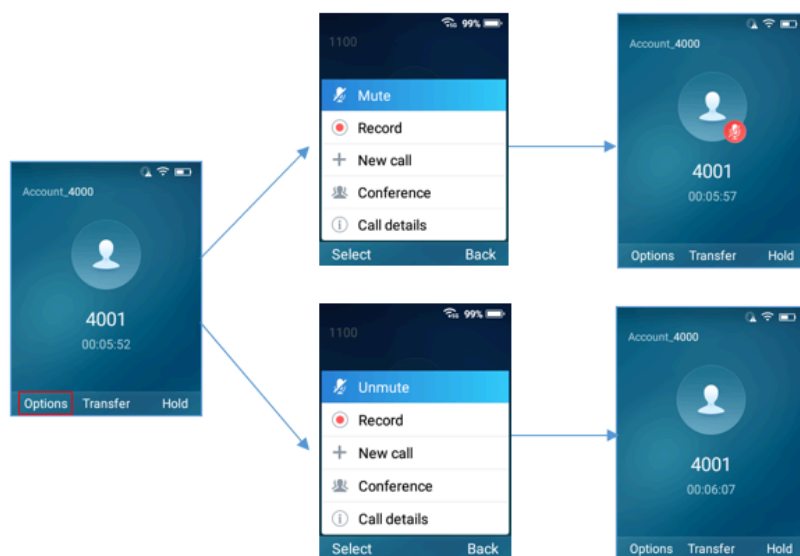 Account_4000
4001
00:05:52
Options Transfer Hold
5G 99%
1100
Mute
Record
New call
Conference
Call details
Select Back
Account_4000
4001
00:05:57
Options Transfer Hold
5G 99%
1100
Unmute
Record
New call
Conference
Call details
Select Back
Account_4000
4001
00:06:07
Options Transfer Hold